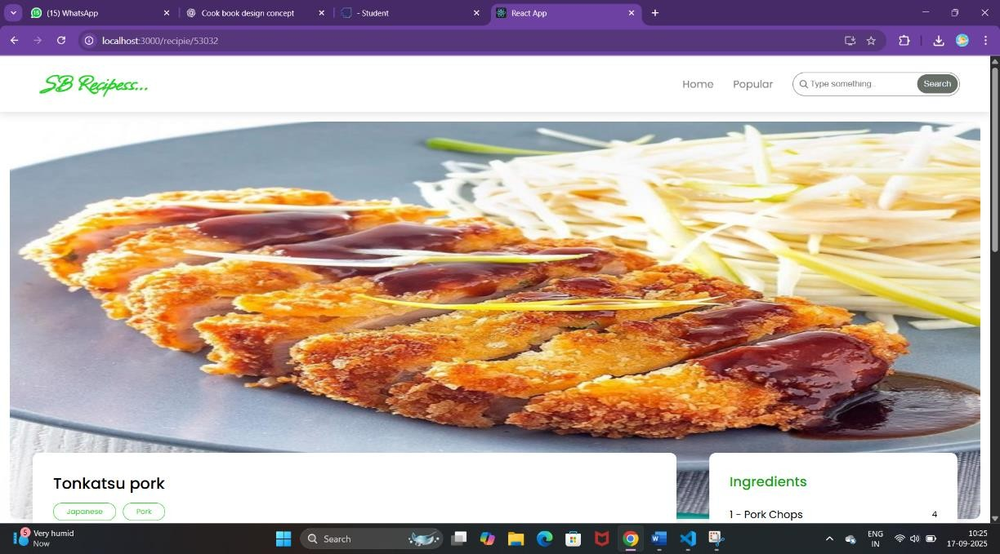 (15) WhatsApp
Cook book design concept
- Student
React App
localhost:3000/recipie/53032
SB Recipess...
Home
Popular
Type something..
Search
Tonkatsu pork
Japanese
Pork
Ingredients
1 - Pork Chops 4
5
Very humid
Now
Search
ENG
IN
10:25
17-09-2025